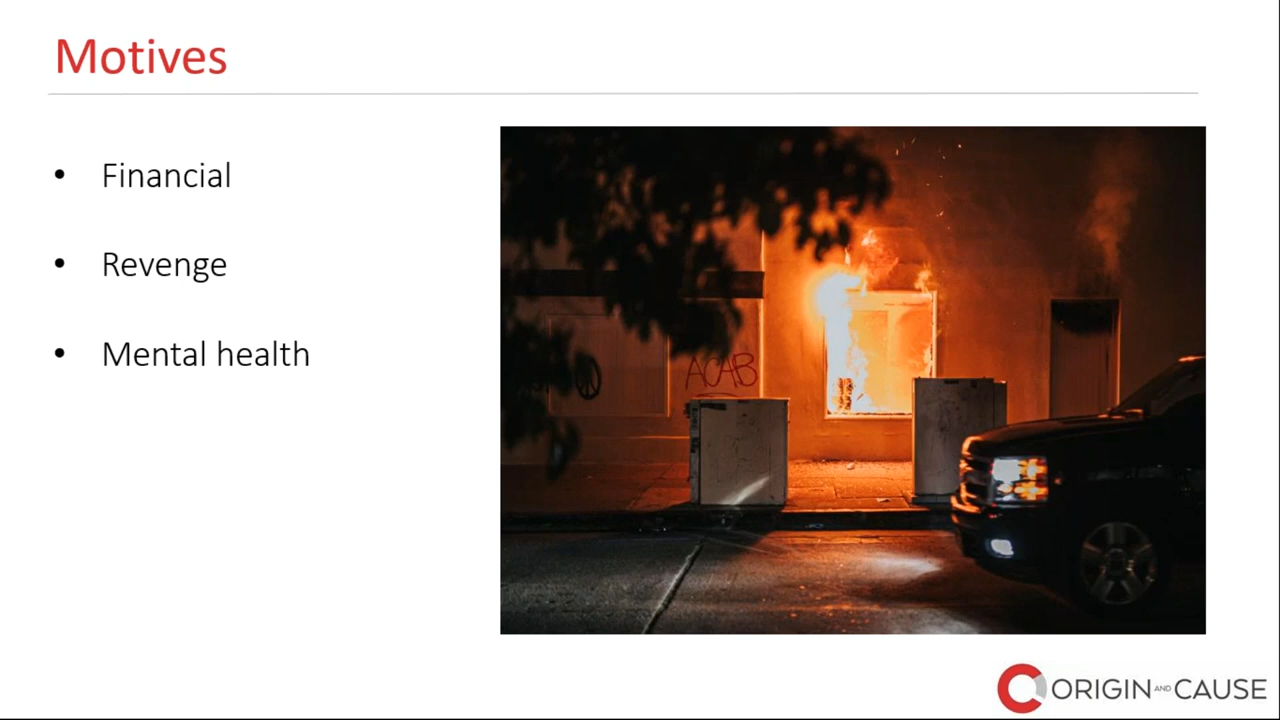 Motives
• Financial
• Revenge
• Mental health
ACAB
ORIGIN AND CAUSE